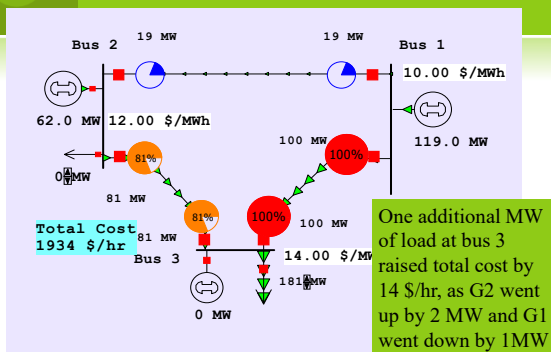 19 MW
19 MW
Bus 2
Bus 1
10.00 $/MWh
62.0 MW
12.00 $/MWh
119.0 MW
100 MW
100%
81%
0 MW
81 MW
81%
100%
100 MW
Total Cost
1934 $/hr
81 MW
Bus 3
14.00 $/MW
181 MW
0 MW
One additional MW
of load at bus 3
raised total cost by
14 $/hr, as G2 went
up by 2 MW and G1
went down by 1MW